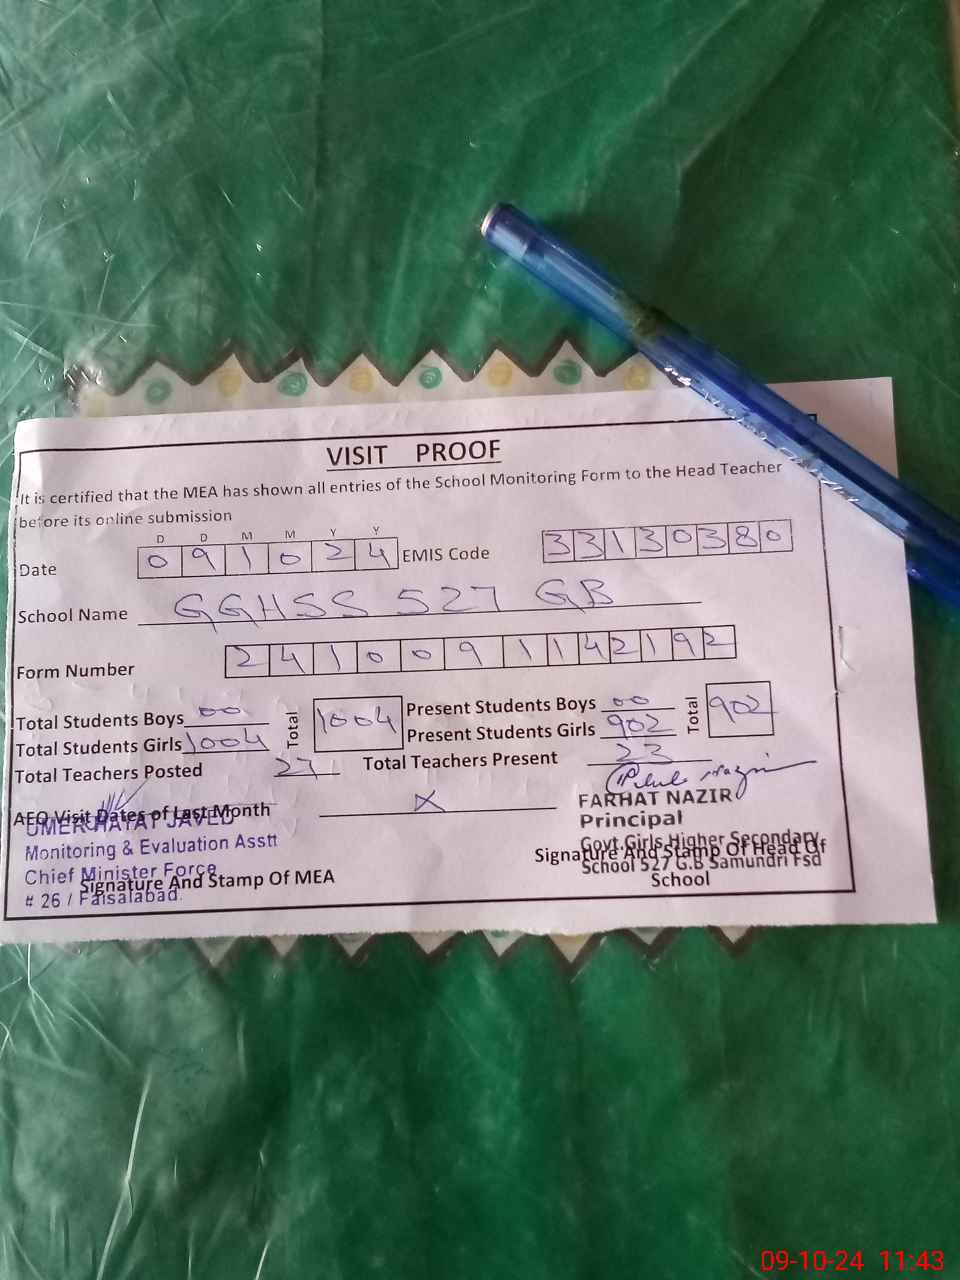 VISIT PROOF
It is certified that the MEA has shown all entries of the School Monitoring Form to the Head Teacher
before its online submission
D D M M Y Y
Date 0 9 1 0 2 4 EMIS Code 3 3 1 3 0 3 8 0
School Name GGHSS 527 GB
Form Number 2 4 1 0 0 9 1 1 4 2 1 9 2
Total Students Boys 00 Total 1004 Present Students Boys 00 Total 902
Total Students Girls 1004 Present Students Girls 902
Total Teachers Posted 27 Total Teachers Present 23
AEO Visit Dates of Last Month X
UMER HAYAT JAVED
Monitoring & Evaluation Asstt
Chief Minister Force
# 26 / Faisalabad.
Signature And Stamp Of MEA
FARHAT NAZIR
Principal
Govt. Girls Higher Secondary
School 527 G.B Samundri Fsd
Signature And Stamp Of Head Of
School
09-10-24 11:43